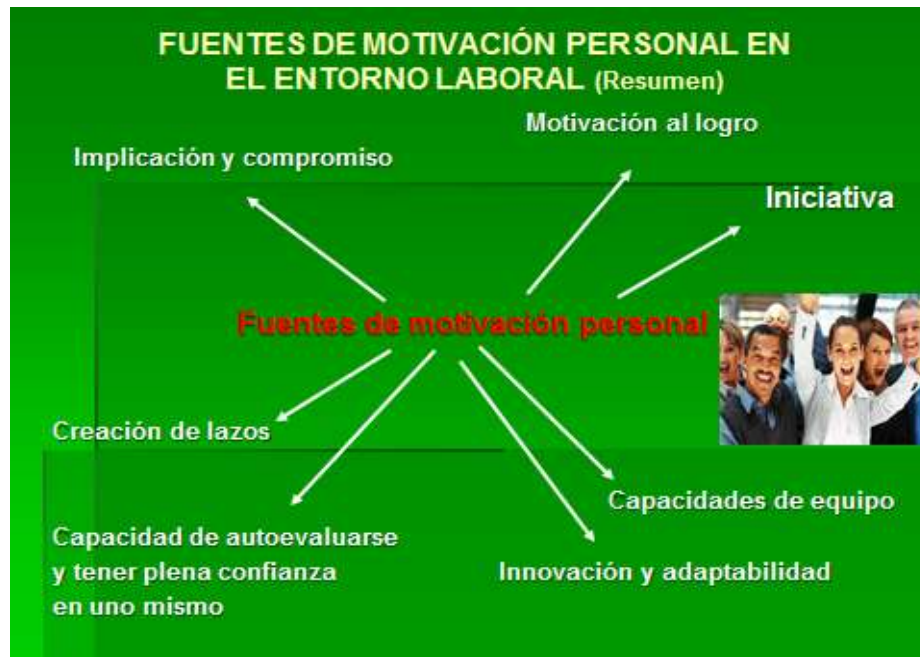 FUENTES DE MOTIVACIÓN PERSONAL EN
EL ENTORNO LABORAL (Resumen)
Motivación al logro
Implicación y compromiso
Iniciativa
Fuentes de motivación personal
Creación de lazos
Capacidades de equipo
Capacidad de autoevaluarse
y tener plena confianza
en uno mismo
Innovación y adaptabilidad